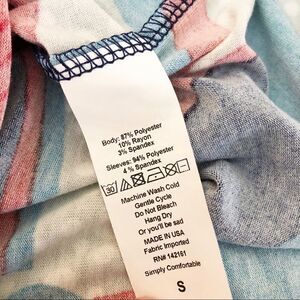 Body: 87% Polyester
10% Rayon
3% Spandex
Sleeves: 94% Polyester
4% Spandex
30
Machine Wash Cold
Gentle Cycle
Do Not Bleach
Hang Dry
Or you'll be sad
MADE IN USA
Fabric Imported
RN# 142161
Simply Comfortable
S